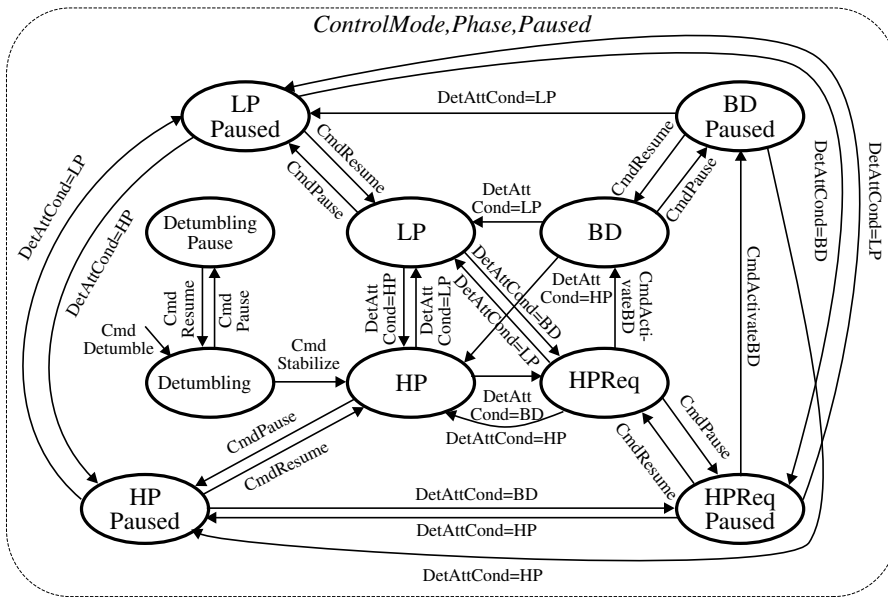 ControlMode,Phase,Paused
LP
Paused
DetAttCond=LP
BD
Paused
CmdResume
CmdPause
CmdResume
CmdPause
DetAttCond=LP
DetAttCond=HP
DetAttCond=BD
DetAttCond=LP
Detumbling
Pause
LP
DetAtt
Cond=LP
BD
Cmd
Resume
Cmd
Pause
DetAtt
Cond=HP
DetAtt
Cond=LP
DetAttCond=BD
DetAttCond=LP
DetAtt
Cond=HP
CmdActi-
vateBD
CmdActivateBD
Cmd
Detumble
Detumbling
Cmd
Stabilize
HP
HPReq
DetAtt
Cond=BD
DetAttCond=HP
CmdPause
CmdResume
CmdPause
CmdResume
HP
Paused
DetAttCond=BD
DetAttCond=HP
HPReq
Paused
DetAttCond=HP